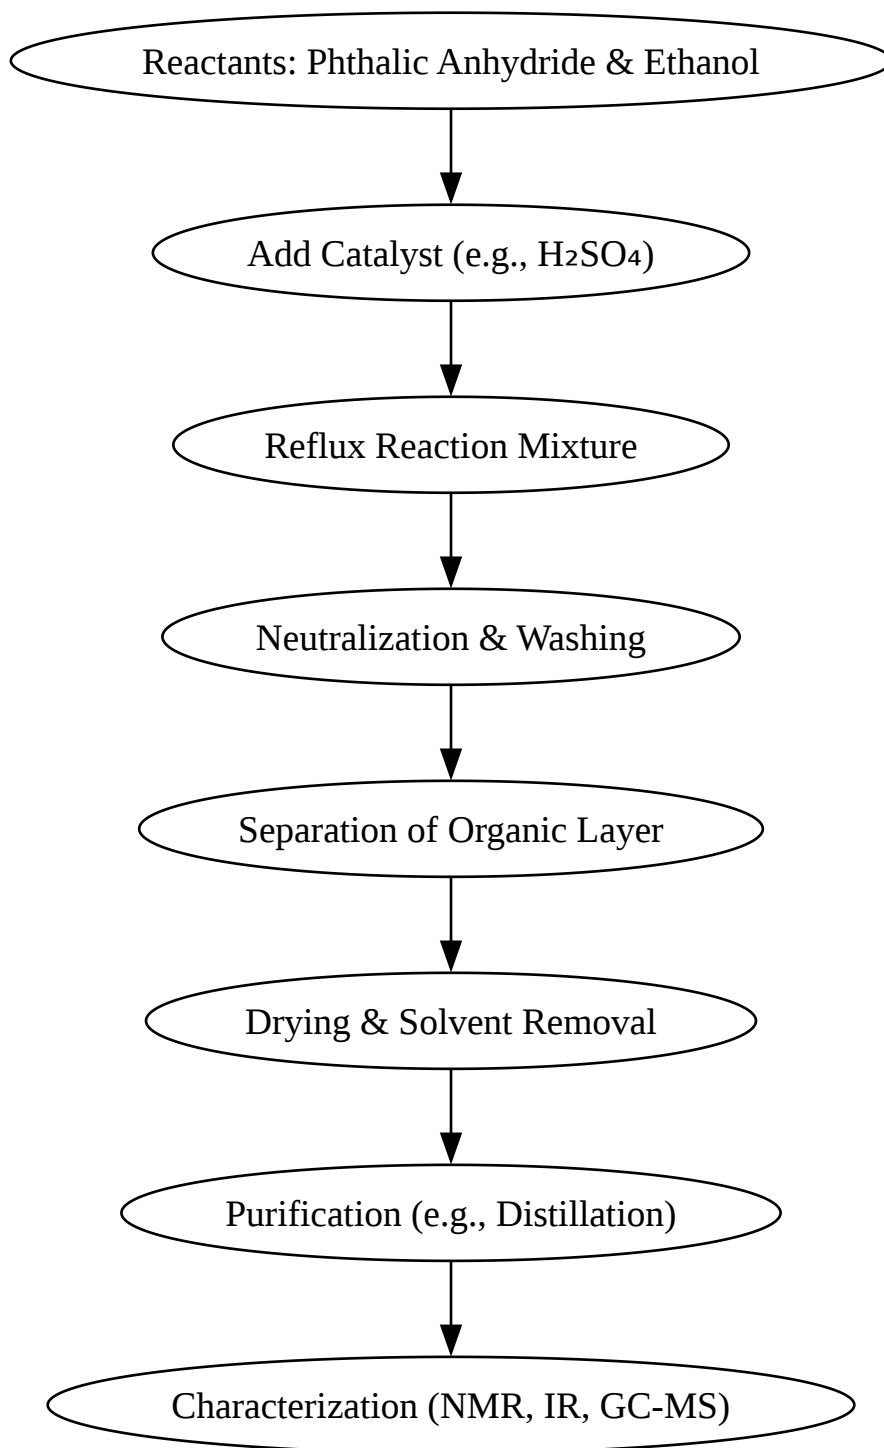 Reactants: Phthalic Anhydride & Ethanol
Add Catalyst (e.g., H₂SO₄)
Reflux Reaction Mixture
Neutralization & Washing
Separation of Organic Layer
Drying & Solvent Removal
Purification (e.g., Distillation)
Characterization (NMR, IR, GC-MS)